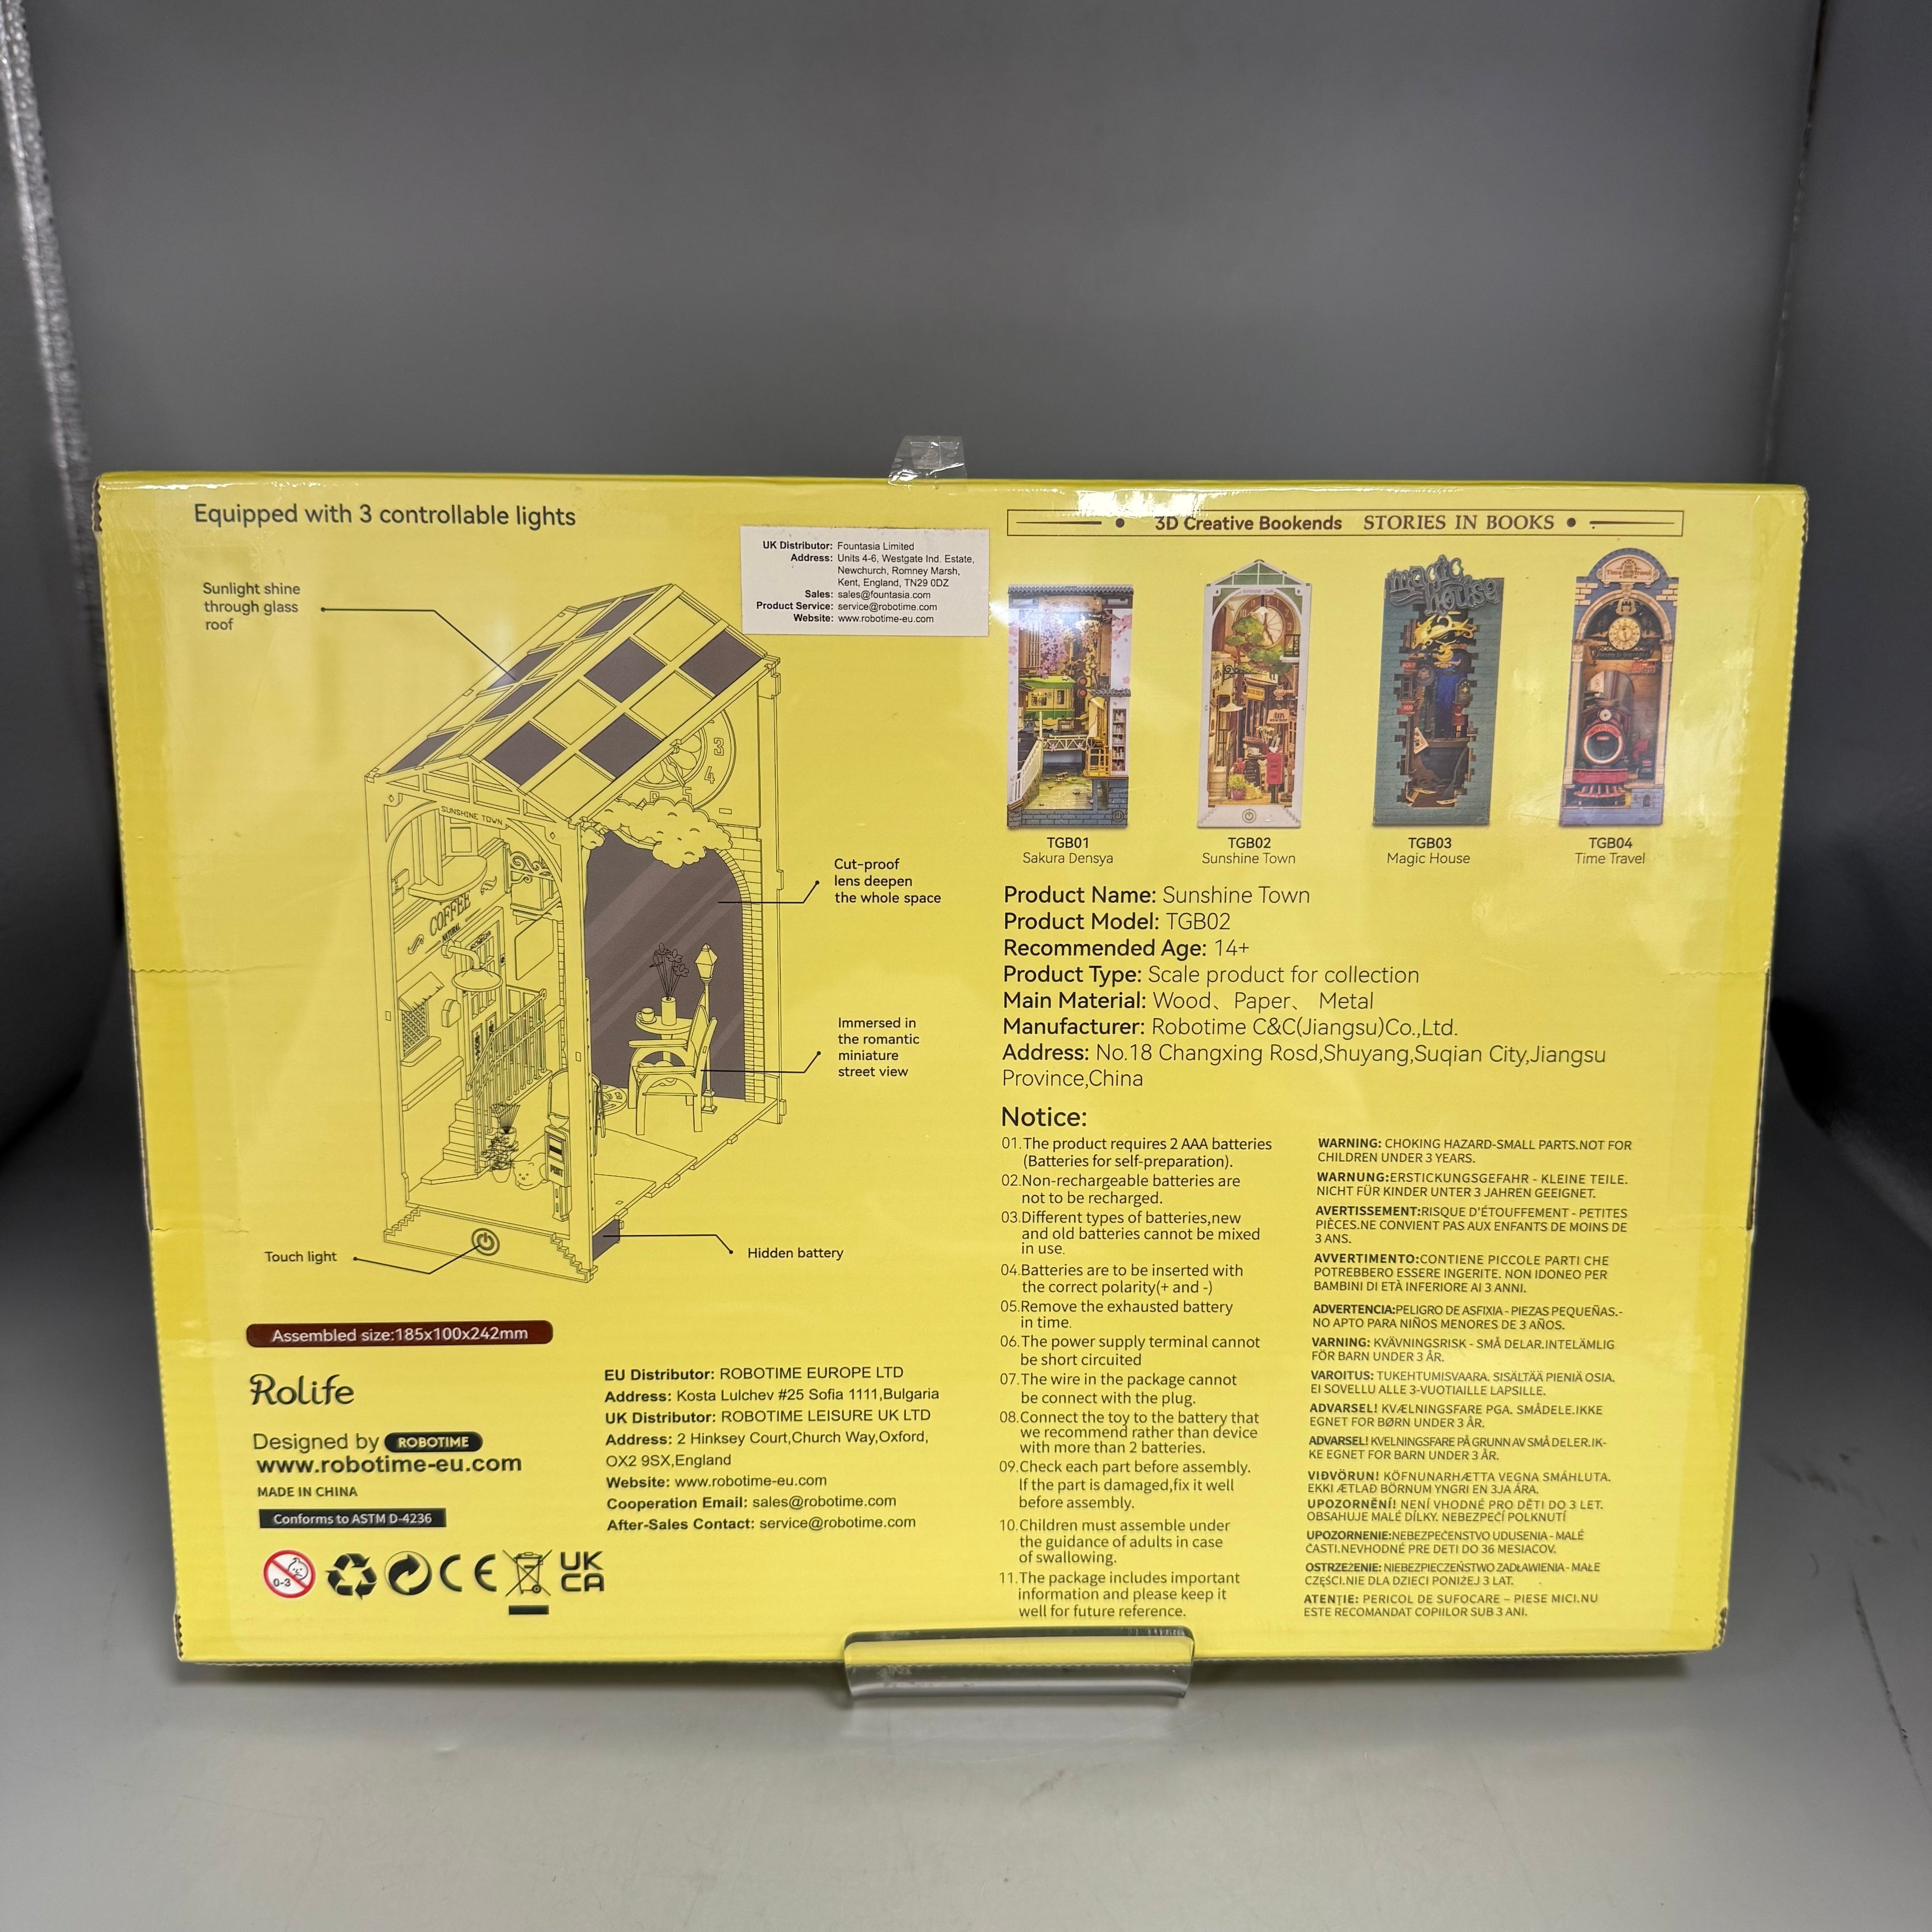 Equipped with 3 controllable lights
Sunlight shine
through glass
roof
SUNSHINE TOWN
COFFEE
NATURAL
POST
3
4
5
Cut-proof
lens deepen
the whole space
Immersed in
the romantic
miniature
street view
Touch light
Hidden battery
Assembled size:185x100x242mm
Rolife
Designed by ROBOTIME
www.robotime-eu.com
MADE IN CHINA
Conforms to ASTM D-4236
0-3
CE
UK
CA
EU Distributor: ROBOTIME EUROPE LTD
Address: Kosta Lulchev #25 Sofia 1111,Bulgaria
UK Distributor: ROBOTIME LEISURE UK LTD
Address: 2 Hinksey Court,Church Way,Oxford,
OX2 9SX,England
Website: www.robotime-eu.com
Cooperation Email: sales@robotime.com
After-Sales Contact: service@robotime.com
UK Distributor: Fountasia Limited
Address: Units 4-6, Westgate Ind. Estate,
Newchurch, Romney Marsh,
Kent, England, TN29 0DZ
Sales: sales@fountasia.com
Product Service: service@robotime.com
Website: www.robotime-eu.com
3D Creative Bookends STORIES IN BOOKS
magic
house
Time Travel
TGB01
Sakura Densya
TGB02
Sunshine Town
TGB03
Magic House
TGB04
Time Travel
Product Name: Sunshine Town
Product Model: TGB02
Recommended Age: 14+
Product Type: Scale product for collection
Main Material: Wood、Paper、 Metal
Manufacturer: Robotime C&C(Jiangsu)Co.,Ltd.
Address: No.18 Changxing Rosd,Shuyang,Suqian City,Jiangsu
Province,China
Notice:
01.The product requires 2 AAA batteries
(Batteries for self-preparation).
02.Non-rechargeable batteries are
not to be recharged.
03.Different types of batteries,new
and old batteries cannot be mixed
in use.
04.Batteries are to be inserted with
the correct polarity(+ and -)
05.Remove the exhausted battery
in time.
06.The power supply terminal cannot
be short circuited
07.The wire in the package cannot
be connect with the plug.
08.Connect the toy to the battery that
we recommend rather than device
with more than 2 batteries.
09.Check each part before assembly.
If the part is damaged,fix it well
before assembly.
10.Children must assemble under
the guidance of adults in case
of swallowing.
11.The package includes important
information and please keep it
well for future reference.
WARNING: CHOKING HAZARD-SMALL PARTS.NOT FOR
CHILDREN UNDER 3 YEARS.
WARNUNG:ERSTICKUNGSGEFAHR - KLEINE TEILE.
NICHT FÜR KINDER UNTER 3 JAHREN GEEIGNET.
AVERTISSEMENT:RISQUE D'ÉTOUFFEMENT - PETITES
PIÈCES.NE CONVIENT PAS AUX ENFANTS DE MOINS DE
3 ANS.
AVVERTIMENTO:CONTIENE PICCOLE PARTI CHE
POTREBBERO ESSERE INGERITE. NON IDONEO PER
BAMBINI DI ETÀ INFERIORE AI 3 ANNI.
ADVERTENCIA:PELIGRO DE ASFIXIA - PIEZAS PEQUEÑAS.-
NO APTO PARA NIÑOS MENORES DE 3 AÑOS.
VARNING: KVÄVNINGSRISK - SMÅ DELAR.INTELÄMLIG
FÖR BARN UNDER 3 ÅR.
VAROITUS: TUKEHTUMISVAARA. SISÄLTÄÄ PIENIÄ OSIA.
EI SOVELLU ALLE 3-VUOTIAILLE LAPSILLE.
ADVARSEL! KVÆLNINGSFARE PGA. SMÅDELE.IKKE
EGNET FOR BØRN UNDER 3 ÅR.
ADVARSEL! KVELNINGSFARE PÅ GRUNN AV SMÅ DELER.IK-
KE EGNET FOR BARN UNDER 3 ÅR.
VIÐVÖRUN! KÖFNUNARHÆTTA VEGNA SMÁHLUTA.
EKKI ÆTLAÐ BÖRNUM YNGRI EN 3JA ÁRA.
UPOZORNĚNÍ! NENÍ VHODNÉ PRO DĚTI DO 3 LET.
OBSAHUJE MALÉ DÍLKY. NEBEZPEČÍ POLKNUTÍ
UPOZORNENIE:NEBEZPEČENSTVO UDUSENIA - MALÉ
ČASTI.NEVHODNÉ PRE DETI DO 36 MESIACOV.
OSTRZEŻENIE: NIEBEZPIECZEŃSTWO ZADŁAWIENIA - MAŁE
CZĘŚCI.NIE DLA DZIECI PONIŻEJ 3 LAT.
ATENȚIE: PERICOL DE SUFOCARE – PIESE MICI.NU
ESTE RECOMANDAT COPIILOR SUB 3 ANI.